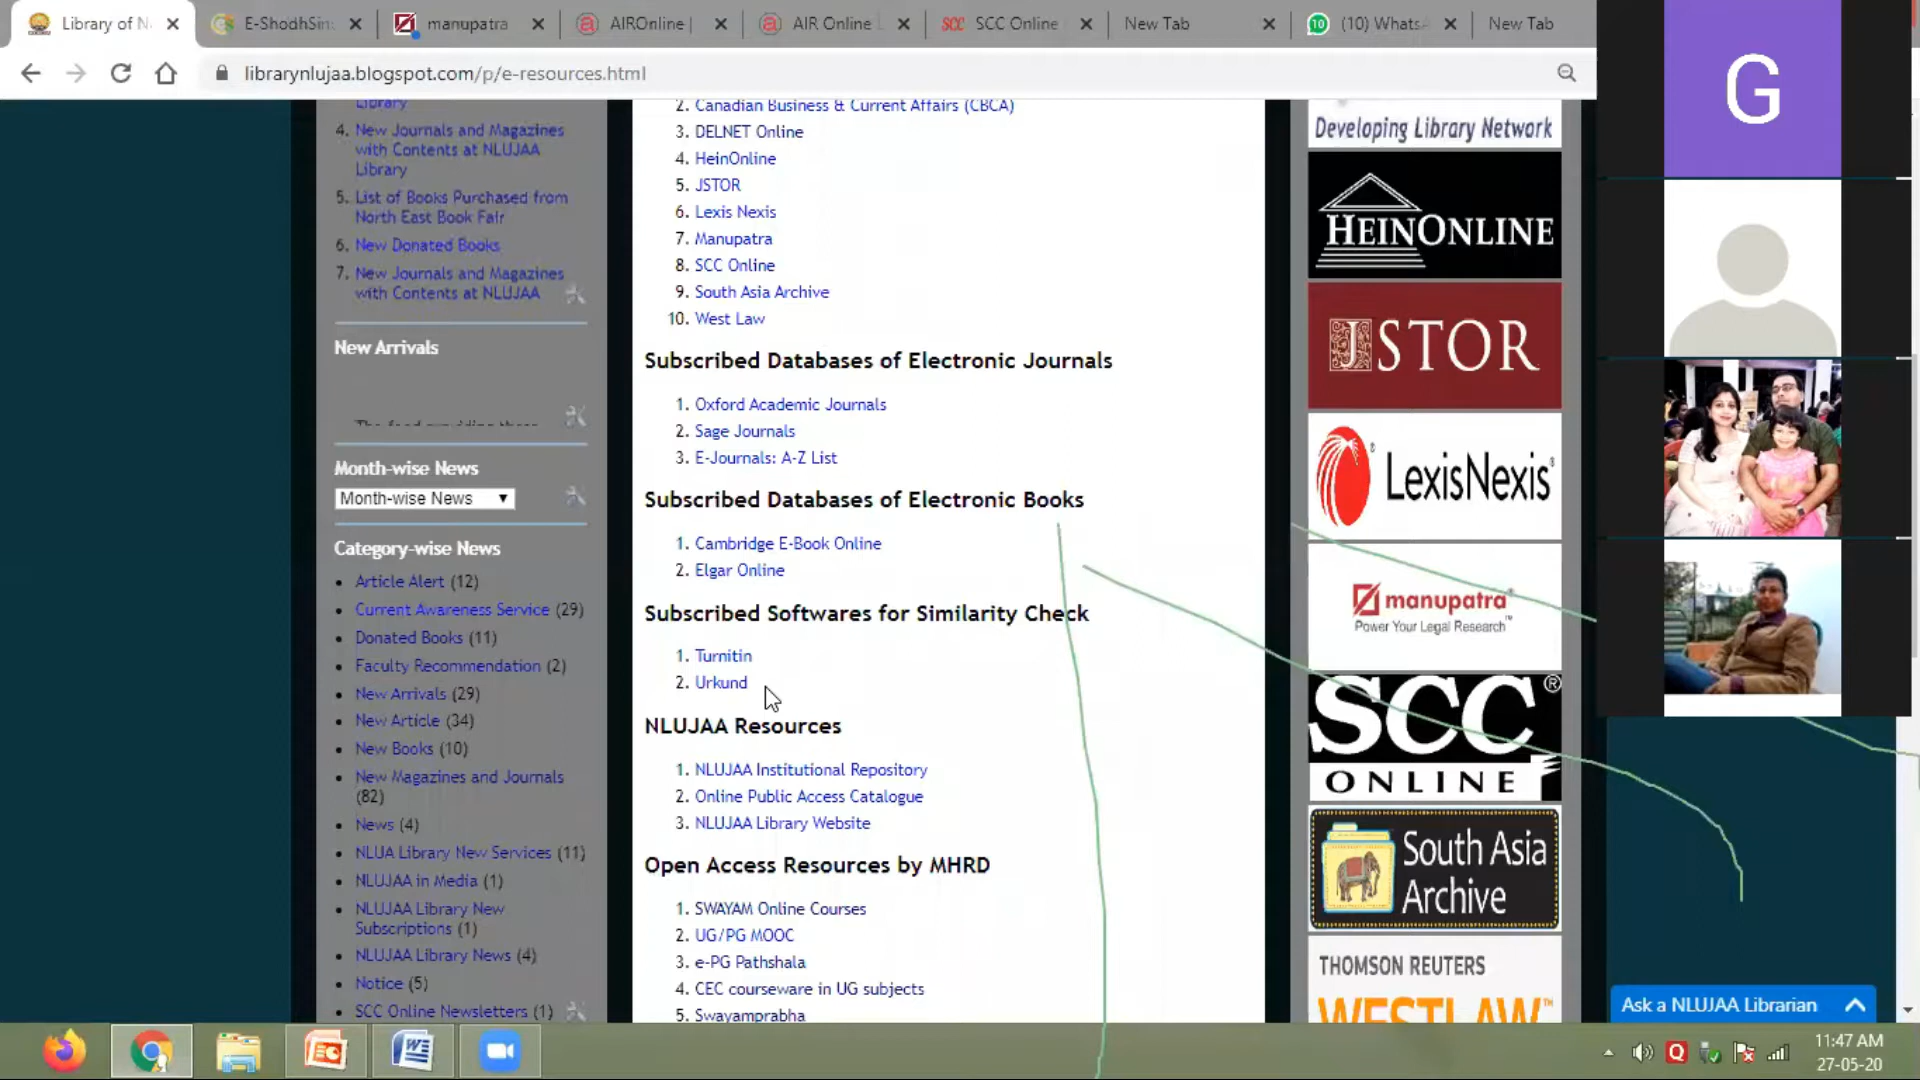 Library of N
E-ShodhSin
manupatra
AIROnline |
AIR Online L
SCC SCC Online
New Tab
10 (10) Whats
New Tab
librarynlujaa.blogspot.com/p/e-resources.html
Library
4. New Journals and Magazines
with Contents at NLUJAA
Library
5. List of Books Purchased from
North East Book Fair
6. New Donated Books
7. New Journals and Magazines
with Contents at NLUJAA
New Arrivals
Month-wise News
Month-wise News
Category-wise News
Article Alert (12)
Current Awareness Service (29)
Donated Books (11)
Faculty Recommendation (2)
New Arrivals (29)
New Article (34)
New Books (10)
New Magazines and Journals
(82)
News (4)
NLUA Library New Services (11)
NLUJAA in Media (1)
NLUJAA Library New
Subscriptions (1)
NLUJAA Library News (4)
Notice (5)
SCC Online Newsletters (1)
2. Canadian Business & Current Affairs (CBCA)
3. DELNET Online
4. HeinOnline
5. JSTOR
6. Lexis Nexis
7. Manupatra
8. SCC Online
9. South Asia Archive
10. West Law
Subscribed Databases of Electronic Journals
1. Oxford Academic Journals
2. Sage Journals
3. E-Journals: A-Z List
Subscribed Databases of Electronic Books
1. Cambridge E-Book Online
2. Elgar Online
Subscribed Softwares for Similarity Check
1. Turnitin
2. Urkund
NLUJAA Resources
1. NLUJAA Institutional Repository
2. Online Public Access Catalogue
3. NLUJAA Library Website
Open Access Resources by MHRD
1. SWAYAM Online Courses
2. UG/PG MOOC
3. e-PG Pathshala
4. CEC courseware in UG subjects
5. Swayamprabha
Developing Library Network
HEINONLINE
JSTOR
LexisNexis®
manupatra™
Power Your Legal Research™
SCC®
ONLINE
South Asia
Archive
THOMSON REUTERS
WESTLAW™
G
Ask a NLUJAA Librarian
11:47 AM
27-05-20